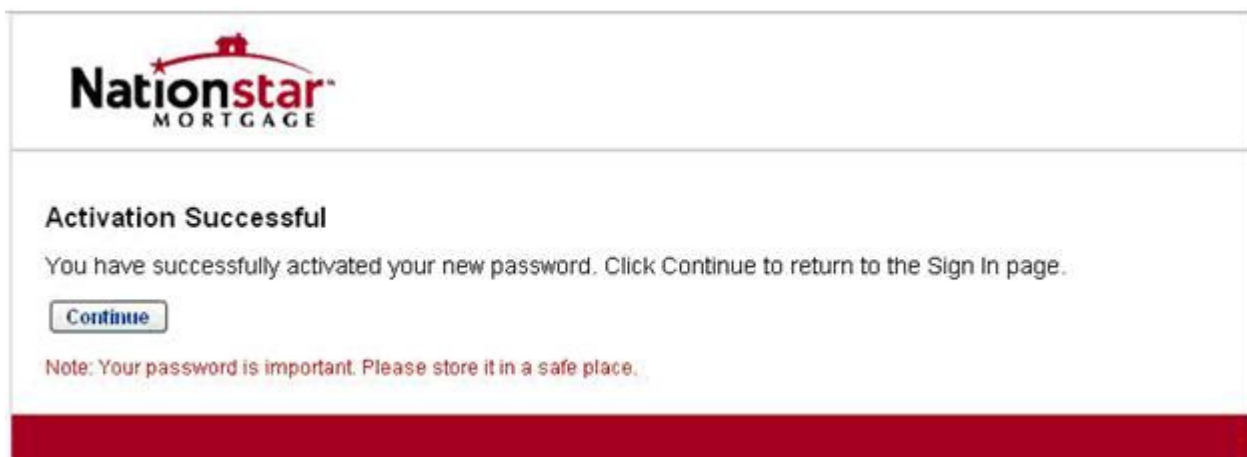 Nationstar™
MORTGAGE
Activation Successful
You have successfully activated your new password. Click Continue to return to the Sign In page.
Continue
Note: Your password is important. Please store it in a safe place.